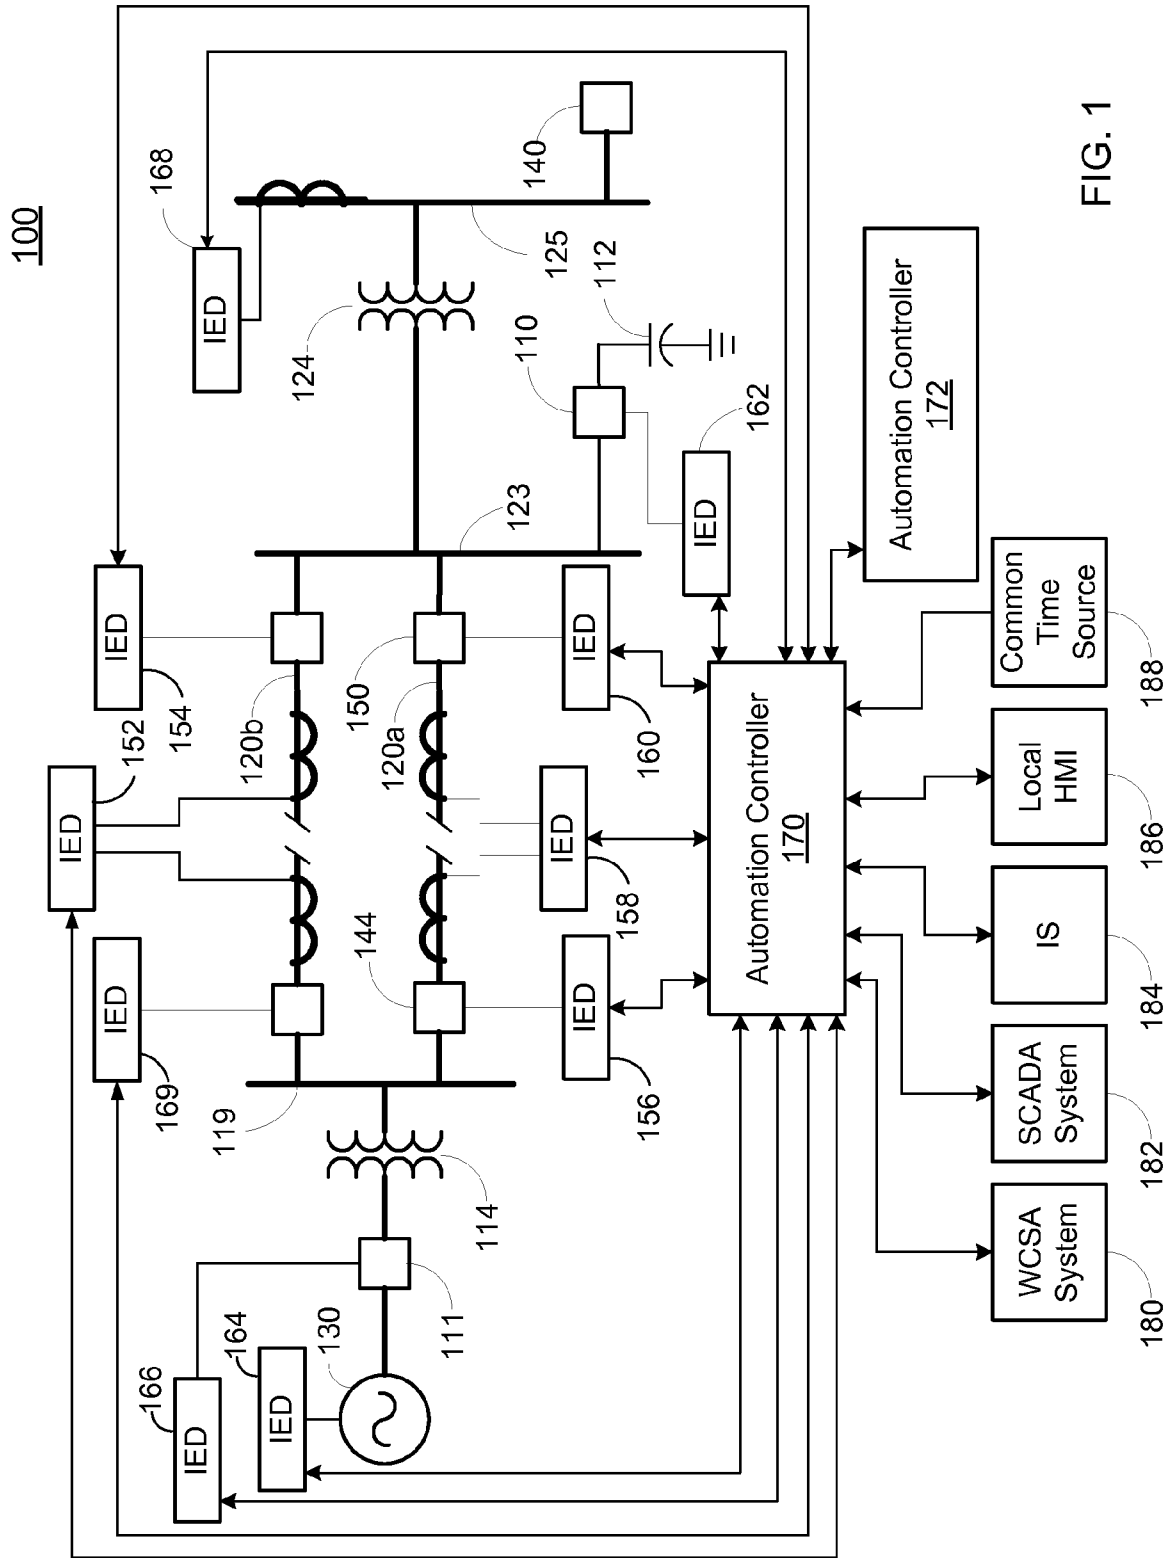 100
168
IED
124
125
140
112
110
162
IED
123
IED
154
152
IED
120b
150
120a
IED
160
IED
158
144
IED
169
119
IED
156
114
111
130
164
IED
166
IED
Automation Controller
170
Automation Controller
172
Common
Time
Source
188
Local
HMI
186
IS
184
SCADA
System
182
WCSA
System
180
FIG. 1